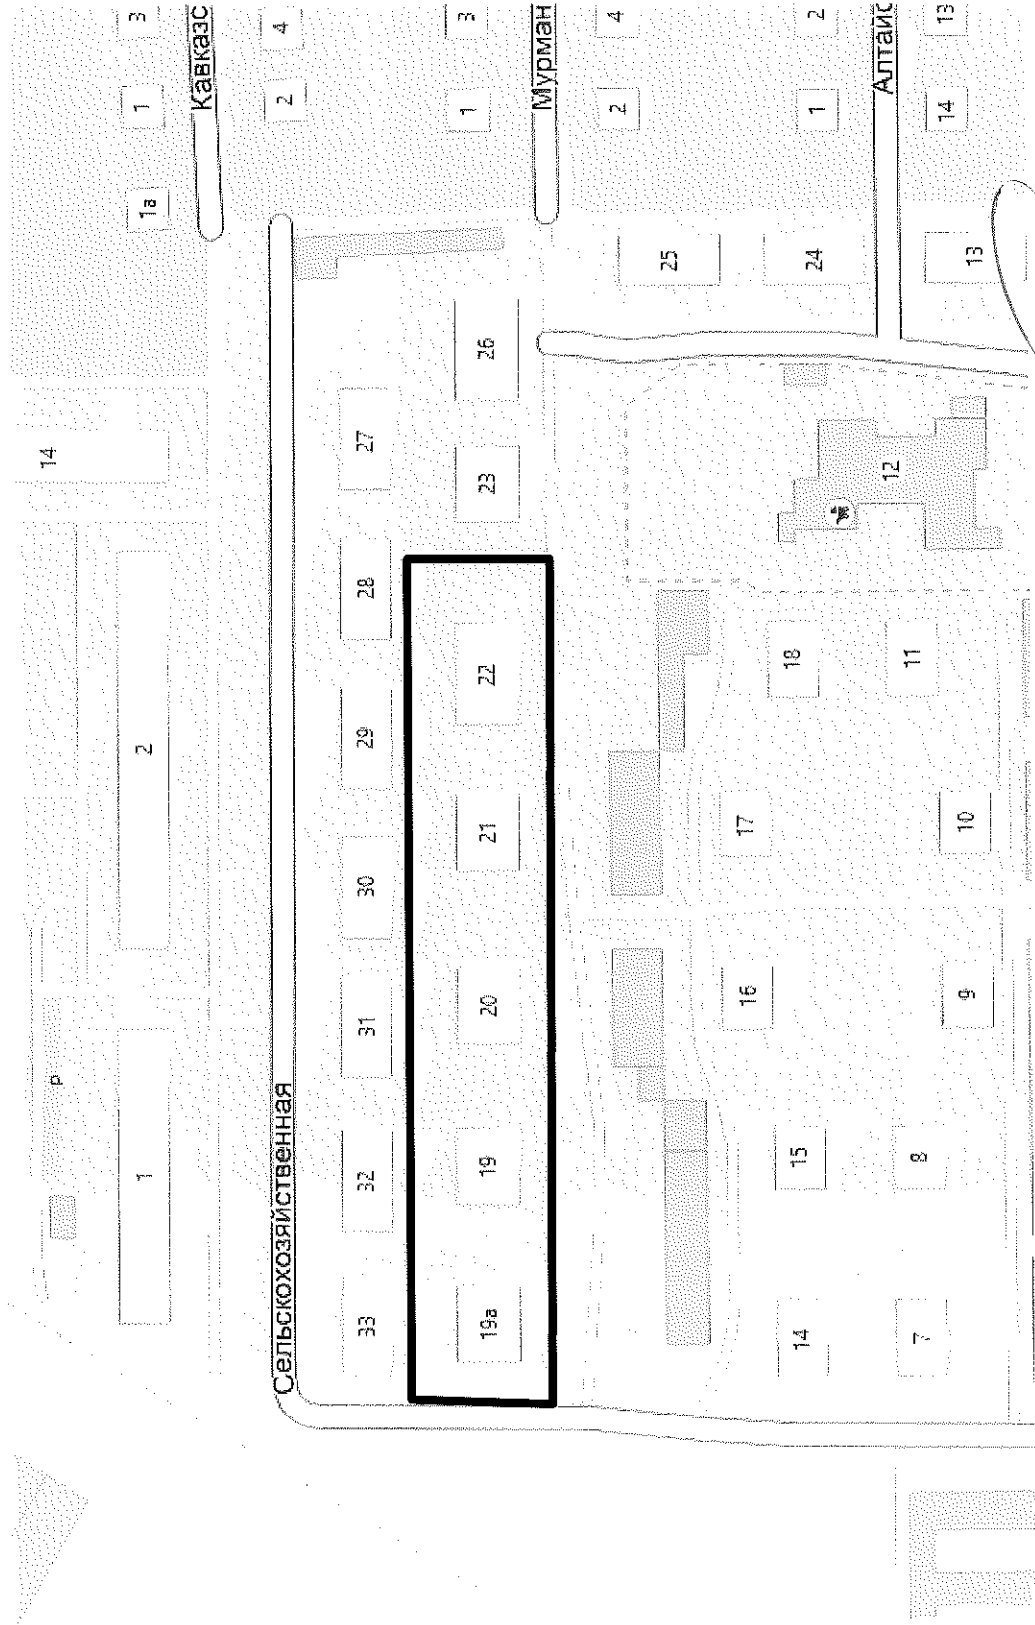 р
14
1 2 1а 1 3
Кавказс
Сельскохозяйственная
2 4
33 32 31 30 29 28 27
1 3
19а 19 20 21 22 23 26
Мурман
2 4
25
16 17
14 15 18 24 1 2
Алтайс
12
7 8 11
14 13
9 10 13